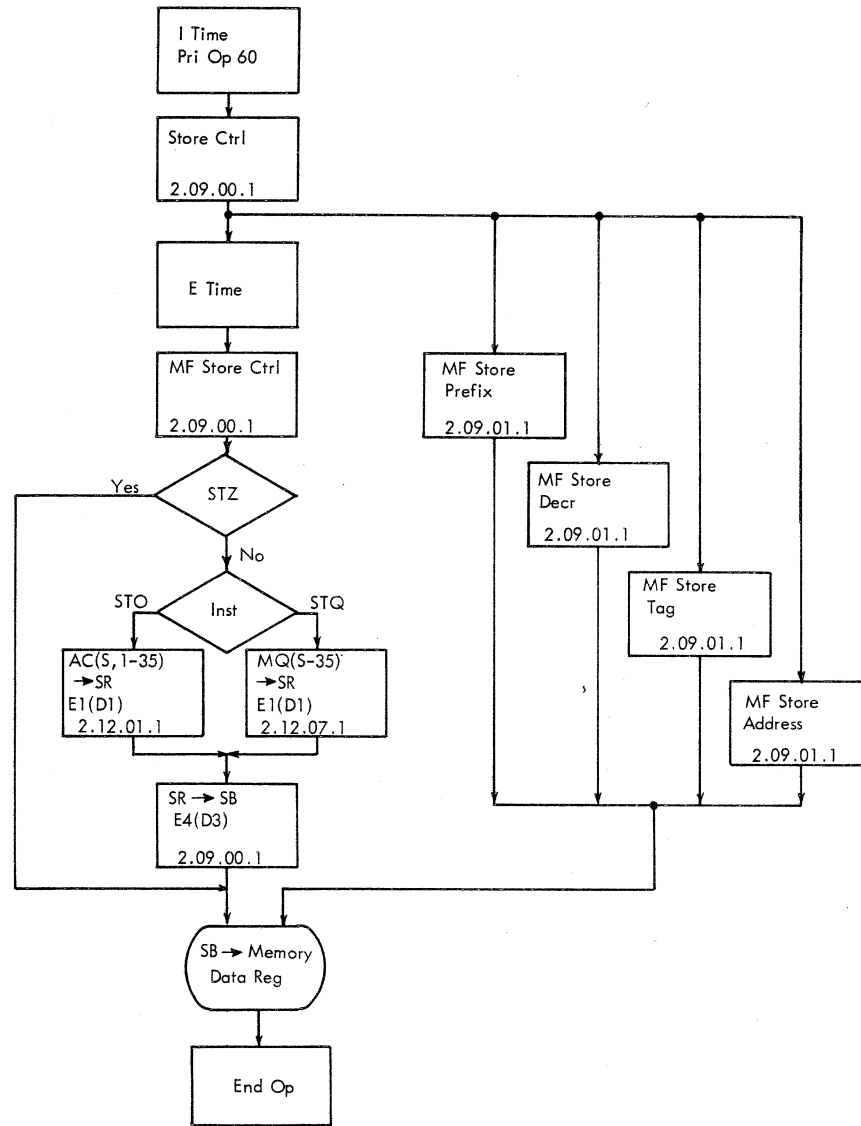 I Time
Pri Op 60
Store Ctrl
2.09.00.1
E Time
MF Store Ctrl
2.09.00.1
MF Store
Prefix
2.09.01.1
Yes
STZ
MF Store
Decr
2.09.01.1
No
STO
Inst
STQ
MF Store
Tag
2.09.01.1
AC(S,1-35)
→SR
E1(D1)
2.12.01.1
MQ(S-35)
→SR
E1(D1)
2.12.07.1
MF Store
Address
2.09.01.1
SR → SB
E4(D3)
2.09.00.1
SB → Memory
Data Reg
End Op